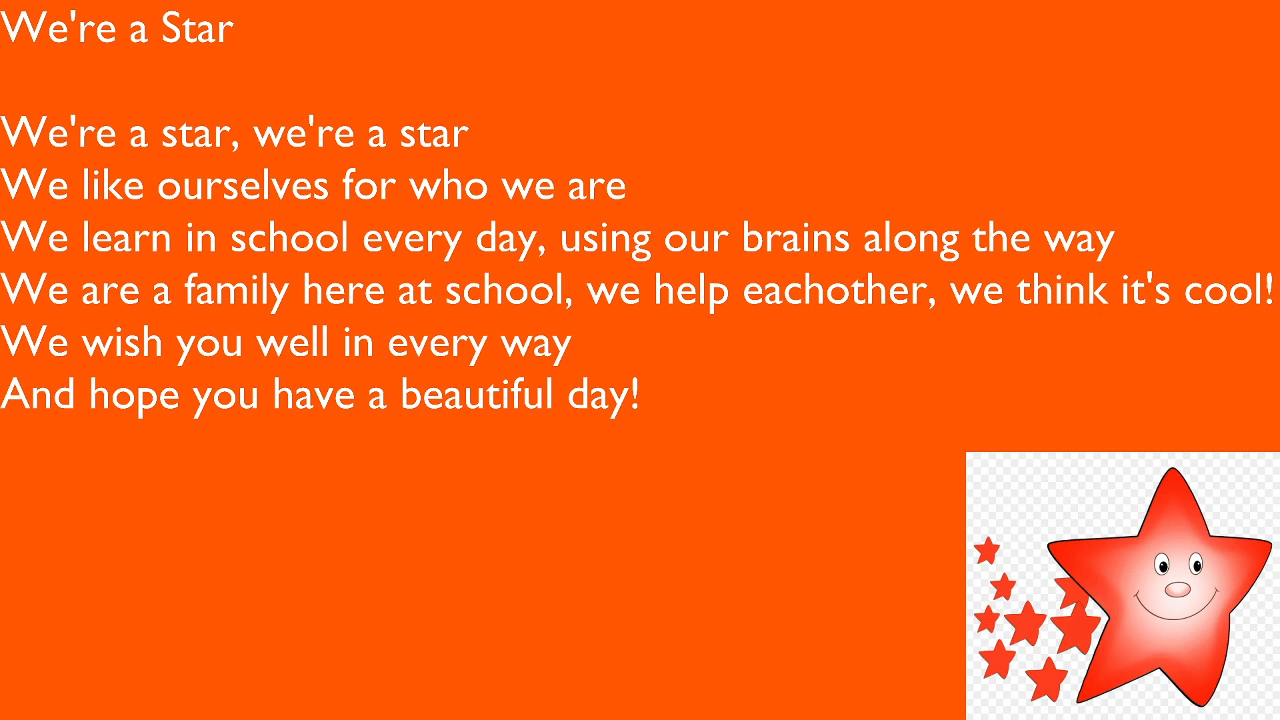 We're a Star
We're a star, we're a star
We like ourselves for who we are
We learn in school every day, using our brains along the way
We are a family here at school, we help eachother, we think it's cool!
We wish you well in every way
And hope you have a beautiful day!